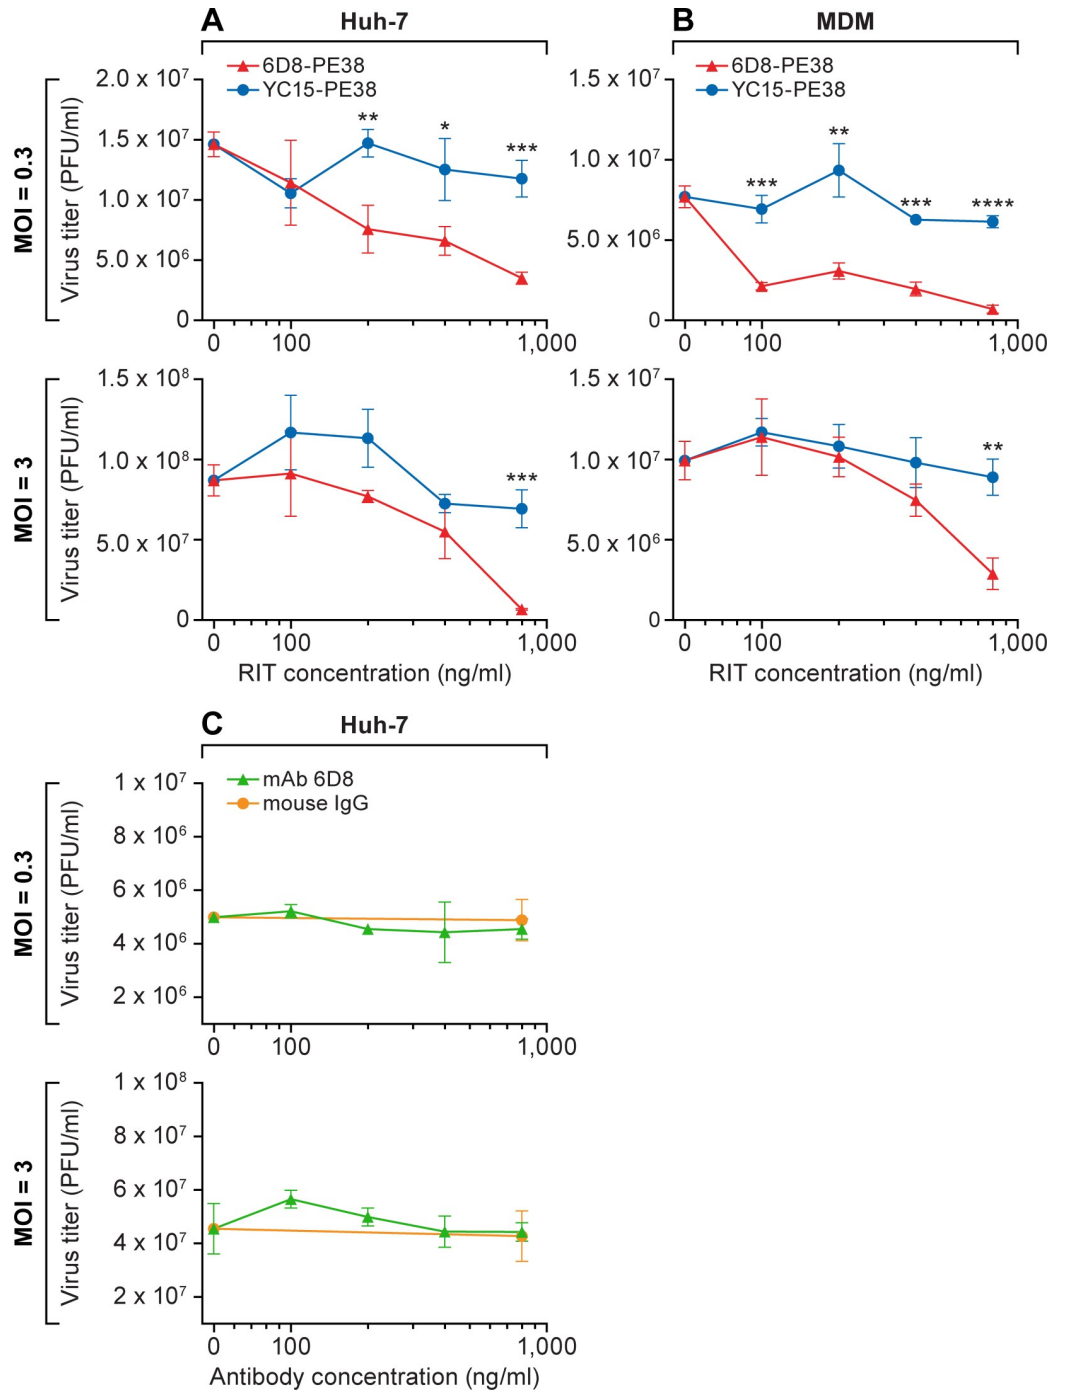 A Huh-7
B MDM
6D8-PE38
YC15-PE38
6D8-PE38
YC15-PE38
MOI = 0.3
Virus titer (PFU/ml)
2.0 x 10⁷
1.5 x 10⁷
1.0 x 10⁷
5.0 x 10⁶
0
** * ***
0 100 1,000
1.5 x 10⁷
1.0 x 10⁷
5.0 x 10⁶
0
*** ** *** ****
0 100 1,000
MOI = 3
Virus titer (PFU/ml)
1.5 x 10⁸
1.0 x 10⁸
5.0 x 10⁷
0
***
0 100 1,000
RIT concentration (ng/ml)
1.5 x 10⁷
1.0 x 10⁷
5.0 x 10⁶
0
**
0 100 1,000
RIT concentration (ng/ml)
C Huh-7
mAb 6D8
mouse IgG
MOI = 0.3
Virus titer (PFU/ml)
1 x 10⁷
8 x 10⁶
6 x 10⁶
4 x 10⁶
2 x 10⁶
0 100 1,000
MOI = 3
Virus titer (PFU/ml)
1 x 10⁸
8 x 10⁷
6 x 10⁷
4 x 10⁷
2 x 10⁷
0 100 1,000
Antibody concentration (ng/ml)